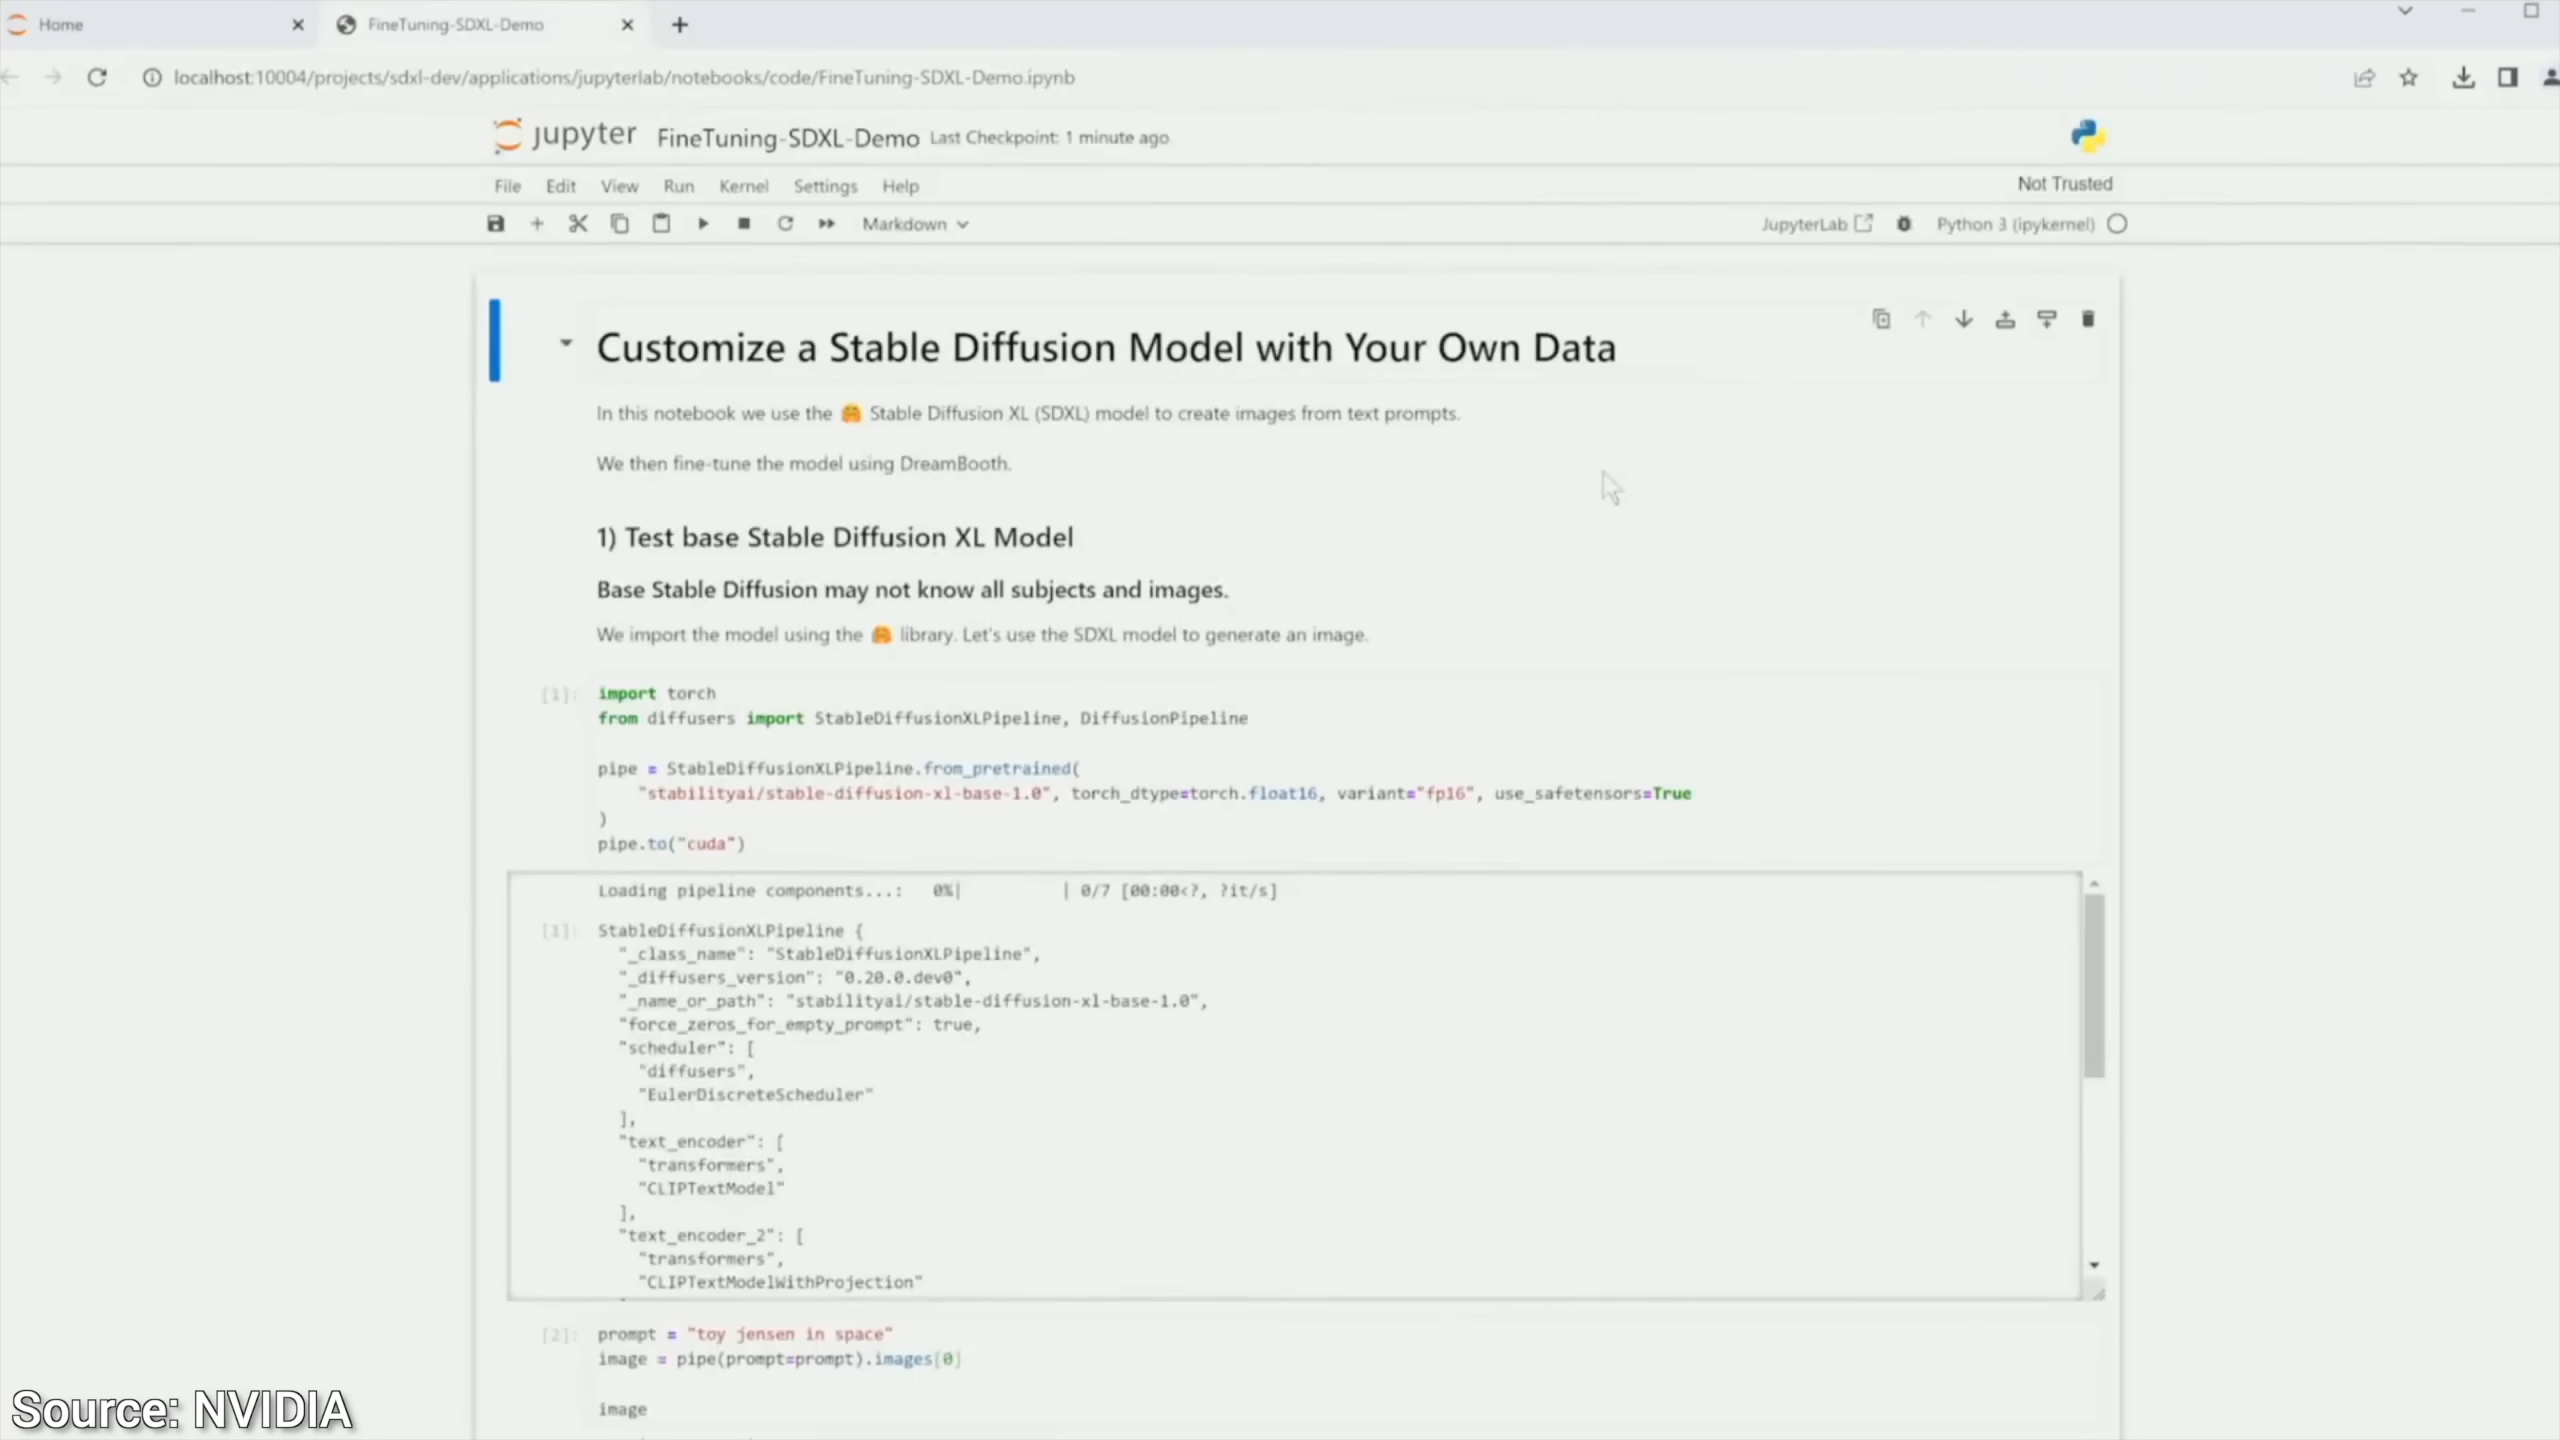 Home
FineTuning-SDXL-Demo
localhost:10004/projects/sdxl-dev/applications/jupyterlab/notebooks/code/FineTuning-SDXL-Demo.ipynb
jupyter FineTuning-SDXL-Demo Last Checkpoint: 1 minute ago
File Edit View Run Kernel Settings Help
Not Trusted
Markdown
JupyterLab
Python 3 (ipykernel)
Customize a Stable Diffusion Model with Your Own Data
In this notebook we use the 🤗 Stable Diffusion XL (SDXL) model to create images from text prompts.
We then fine-tune the model using DreamBooth.
1) Test base Stable Diffusion XL Model
Base Stable Diffusion may not know all subjects and images.
We import the model using the 🤗 library. Let's use the SDXL model to generate an image.
[1]: import torch
from diffusers import StableDiffusionXLPipeline, DiffusionPipeline
pipe = StableDiffusionXLPipeline.from_pretrained(
"stabilityai/stable-diffusion-xl-base-1.0", torch_dtype=torch.float16, variant="fp16", use_safetensors=True
)
pipe.to("cuda")
Loading pipeline components...: 0%| | 0/7 [00:00<?, ?it/s]
[1]: StableDiffusionXLPipeline {
"_class_name": "StableDiffusionXLPipeline",
"_diffusers_version": "0.20.0.dev0",
"_name_or_path": "stabilityai/stable-diffusion-xl-base-1.0",
"force_zeros_for_empty_prompt": true,
"scheduler": [
"diffusers",
"EulerDiscreteScheduler"
],
"text_encoder": [
"transformers",
"CLIPTextModel"
],
"text_encoder_2": [
"transformers",
"CLIPTextModelWithProjection"
[2]: prompt = "toy jensen in space"
image = pipe(prompt=prompt).images[0]
image
Source: NVIDIA